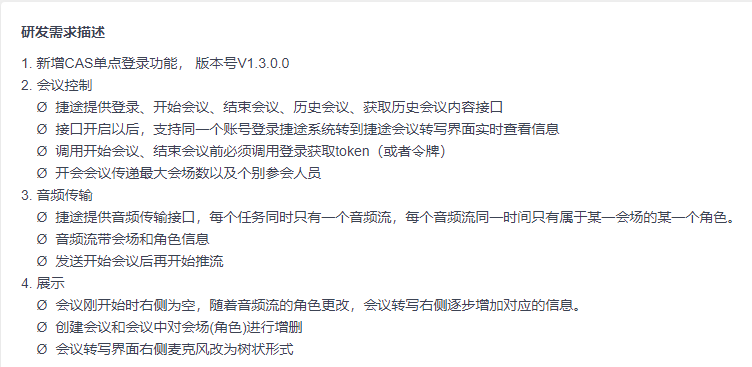 研发需求描述
1. 新增CAS单点登录功能， 版本号V1.3.0.0
2. 会议控制
Ø 捷途提供登录、开始会议、结束会议、历史会议、获取历史会议内容接口
Ø 接口开启以后，支持同一个账号登录捷途系统转到捷途会议转写界面实时查看信息
Ø 调用开始会议、结束会议前必须调用登录获取token（或者令牌）
Ø 开会会议传递最大会场数以及个别参会人员
3. 音频传输
Ø 捷途提供音频传输接口，每个任务同时只有一个音频流，每个音频流同一时间只有属于某一会场的某一个角色。
Ø 音频流带会场和角色信息
Ø 发送开始会议后再开始推流
4. 展示
Ø 会议刚开始时右侧为空，随着音频流的角色更改，会议转写右侧逐步增加对应的信息。
Ø 创建会议和会议中对会场(角色)进行增删
Ø 会议转写界面右侧麦克风改为树状形式